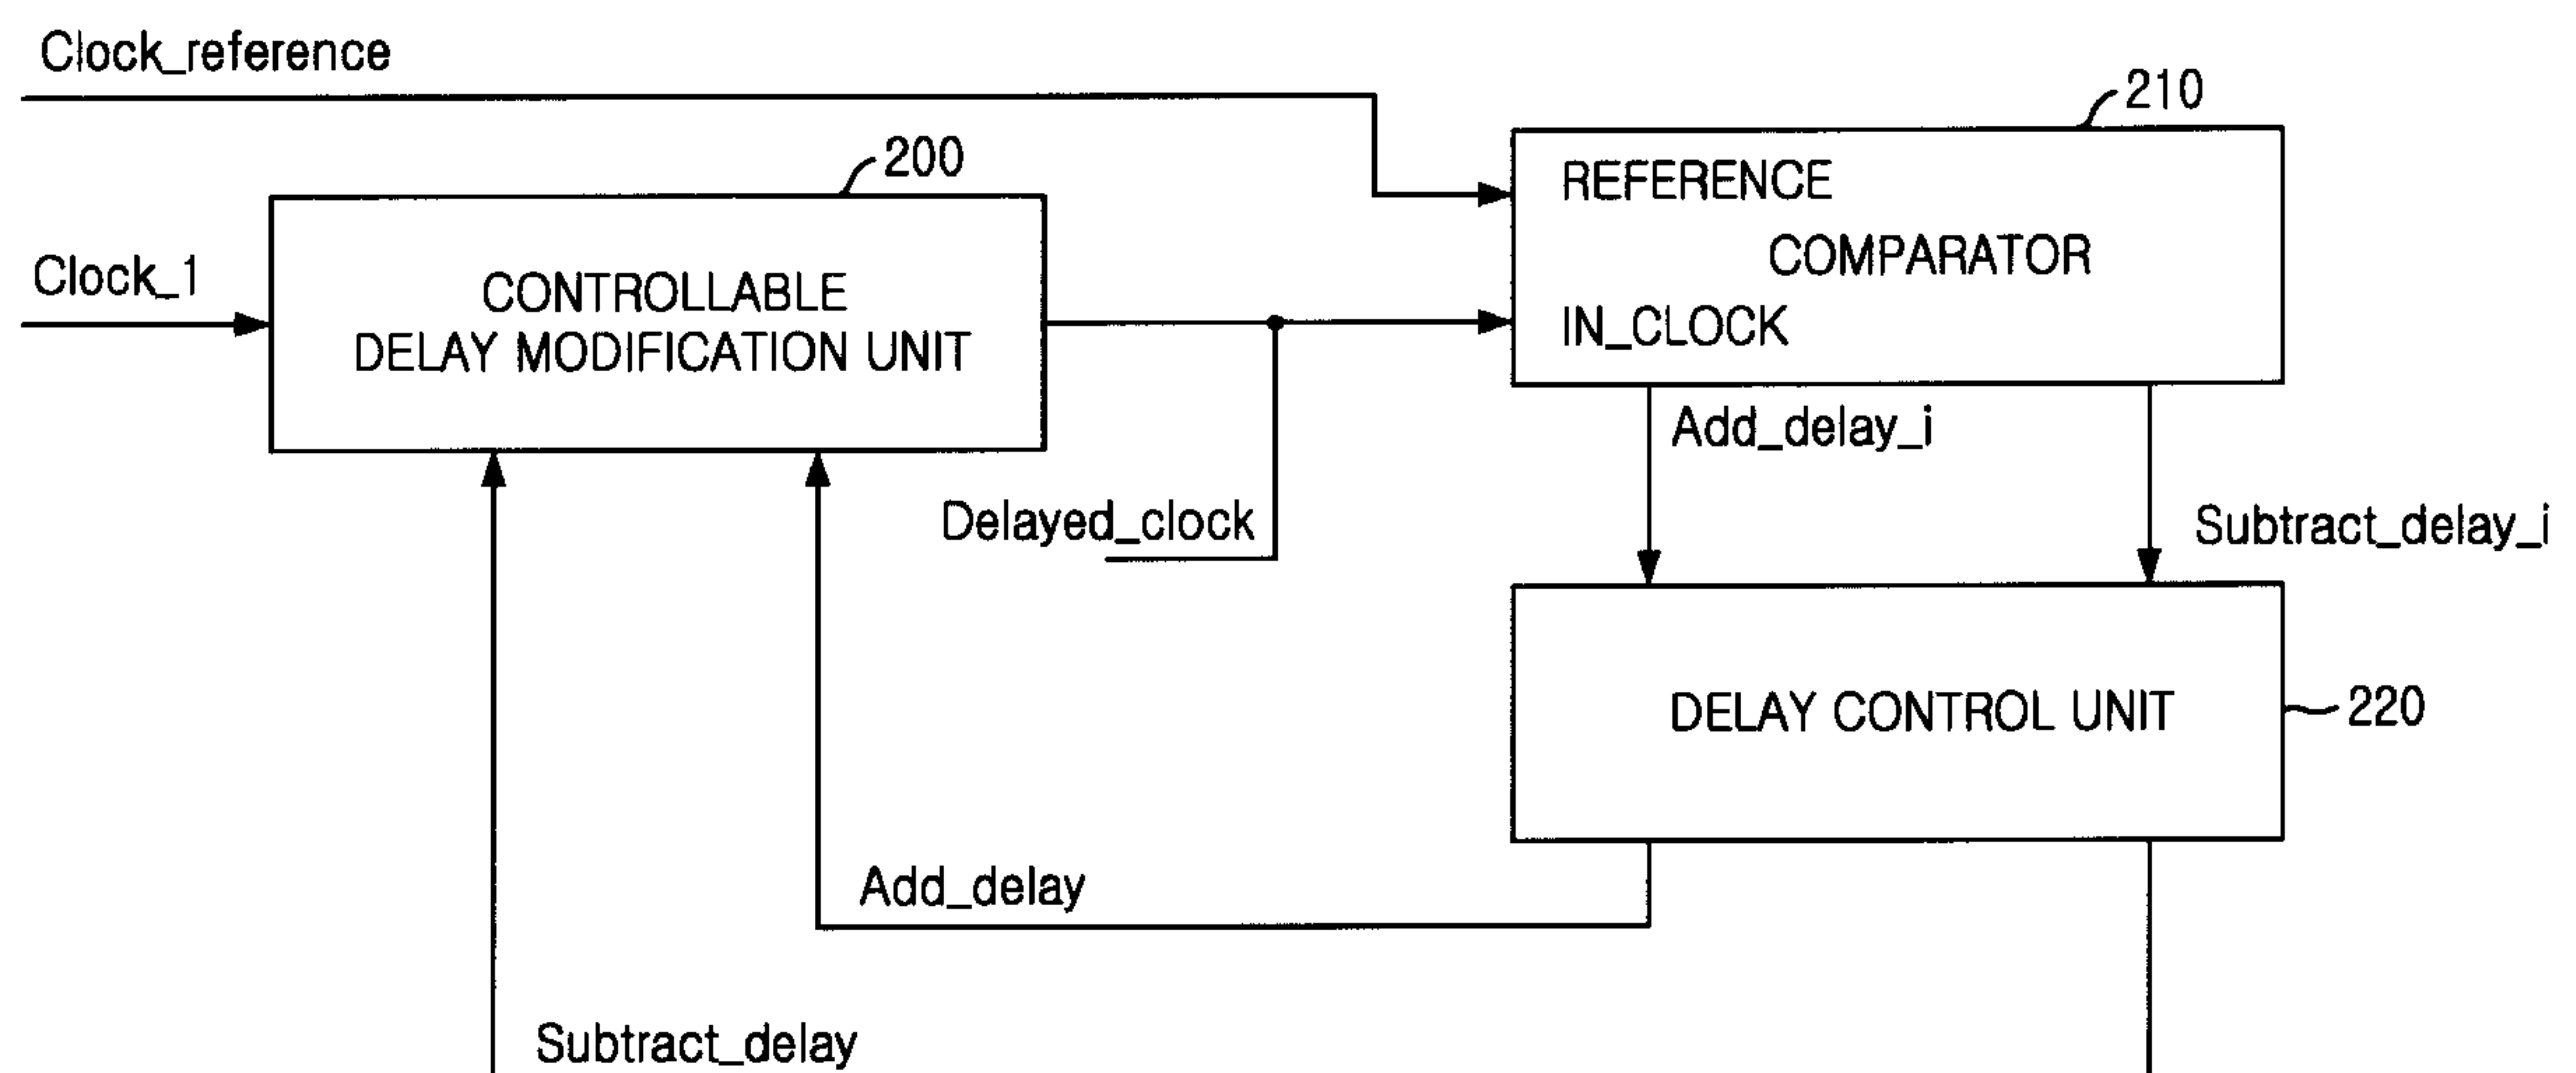 Clock_reference
210
200
REFERENCE
Clock_1
COMPARATOR
CONTROLLABLE
DELAY MODIFICATION UNIT
IN_CLOCK
Add_delay_i
Delayed_clock
Subtract_delay_i
DELAY CONTROL UNIT
220
Add_delay
Subtract_delay